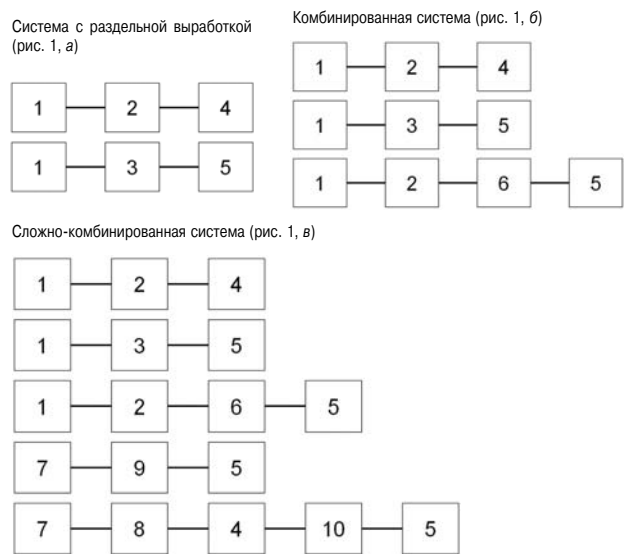 Система с раздельной выработкой
(рис. 1, а)
1 2 4
1 3 5
Комбинированная система (рис. 1, б)
1 2 4
1 3 5
1 2 6 5
Сложно-комбинированная система (рис. 1, в)
1 2 4
1 3 5
1 2 6 5
7 9 5
7 8 4 10 5